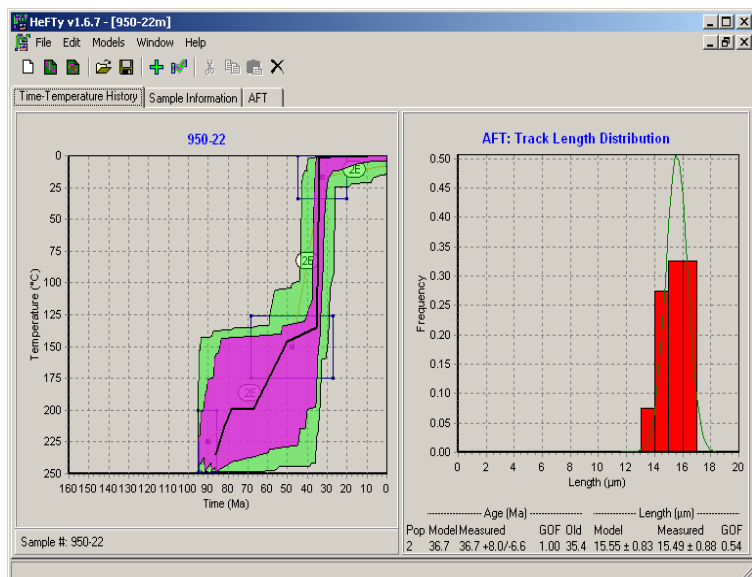 HeFTy v1.6.7 - [950-22m]
File Edit Models Window Help
Time-Temperature History Sample Information AFT
950-22
0
25
50
75
100
125
150
175
200
225
250
Temperature (°C)
2E
2E
2E
160 150 140 130 120 110 100 90 80 70 60 50 40 30 20 10 0
Time (Ma)
Sample #: 950-22
AFT: Track Length Distribution
0.50
0.45
0.40
0.35
0.30
0.25
0.20
0.15
0.10
0.05
0.00
Frequency
0 2 4 6 8 10 12 14 16 18 20
Length (µm)
Age (Ma) Length (µm)
Pop Model Measured GOF Old Model Measured GOF
2 36.7 36.7 +8.0/-6.6 1.00 35.4 15.55 ± 0.83 15.49 ± 0.88 0.54